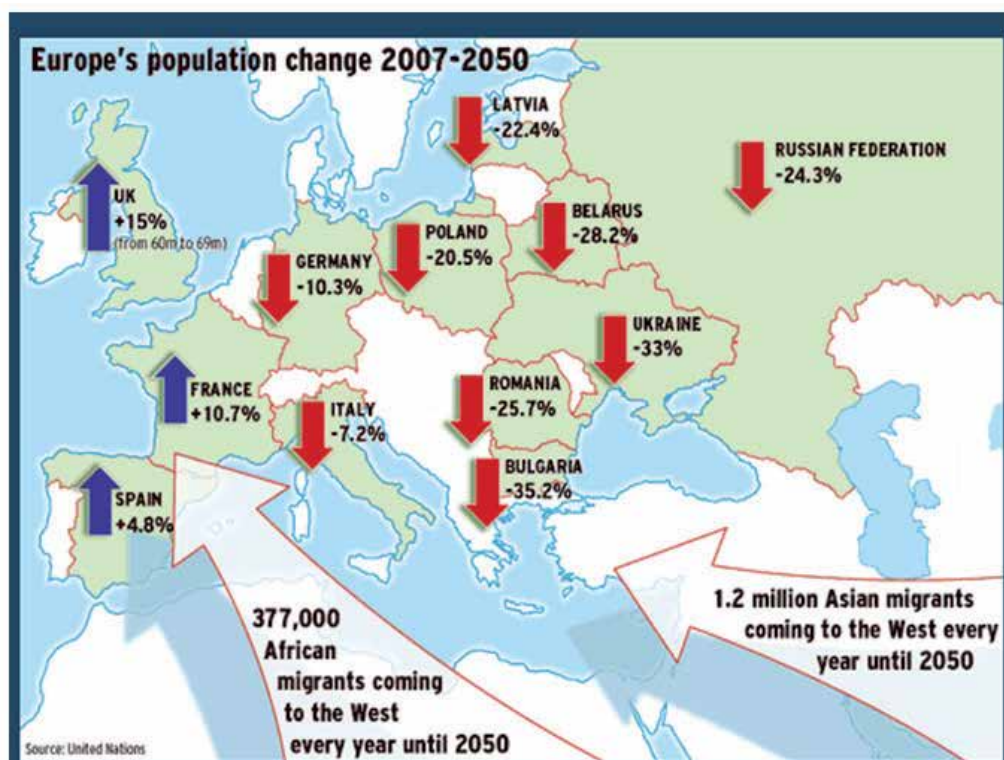 Europe's population change 2007-2050
LATVIA
-22.4%
RUSSIAN FEDERATION
-24.3%
UK
+15%
(from 60m to 69m)
BELARUS
-28.2%
POLAND
-20.5%
GERMANY
-10.3%
UKRAINE
-33%
FRANCE
+10.7%
ITALY
-7.2%
ROMANIA
-25.7%
BULGARIA
-35.2%
SPAIN
+4.8%
377,000
African
migrants coming
to the West
every year until 2050
1.2 million Asian migrants
coming to the West every
year until 2050
Source: United Nations